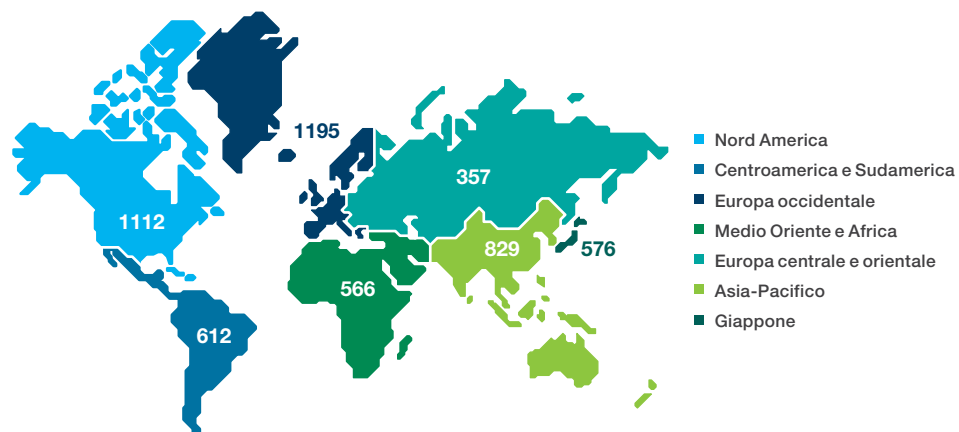 1195
357
1112
829
576
566
612
Nord America
Centroamerica e Sudamerica
Europa occidentale
Medio Oriente e Africa
Europa centrale e orientale
Asia-Pacifico
Giappone